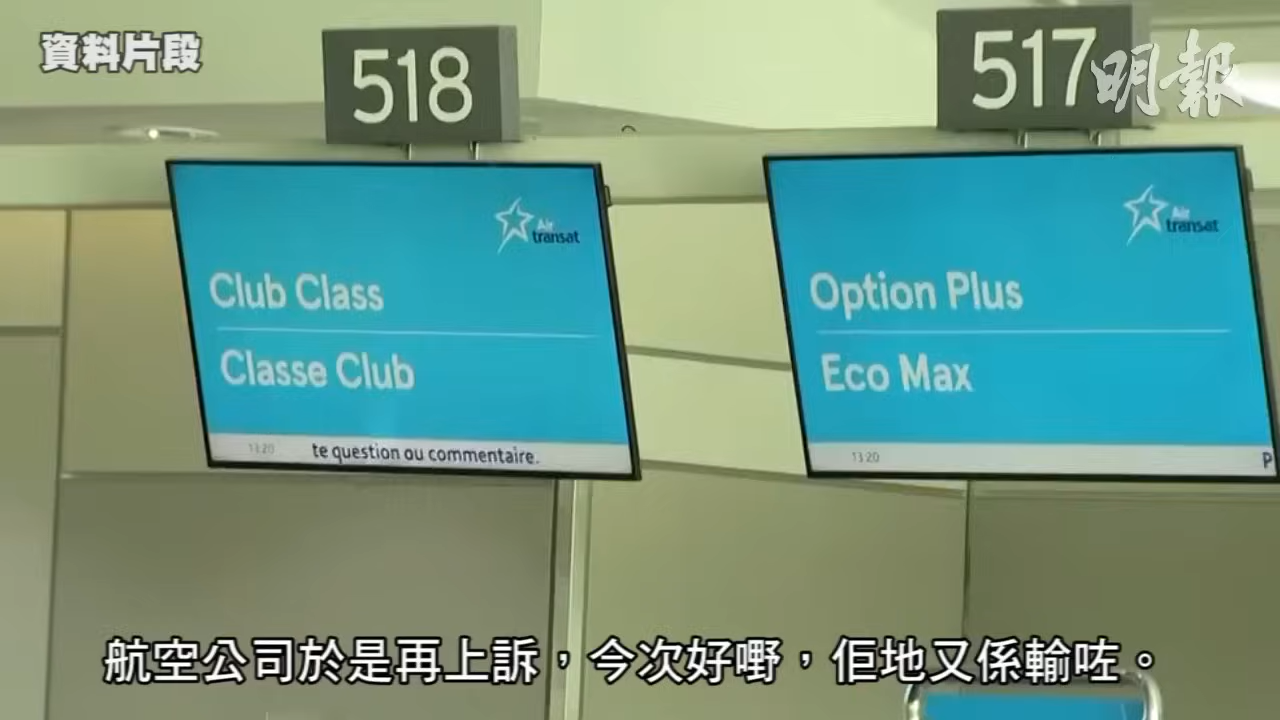 資料片段
518
517
明報
Air
transat
Club Class
Classe Club
13:20
te question ou commentaire.
Air
transat
Option Plus
Eco Max
13:20
P
航空公司於是再上訴，今次好嘢，佢地又係輸咗。